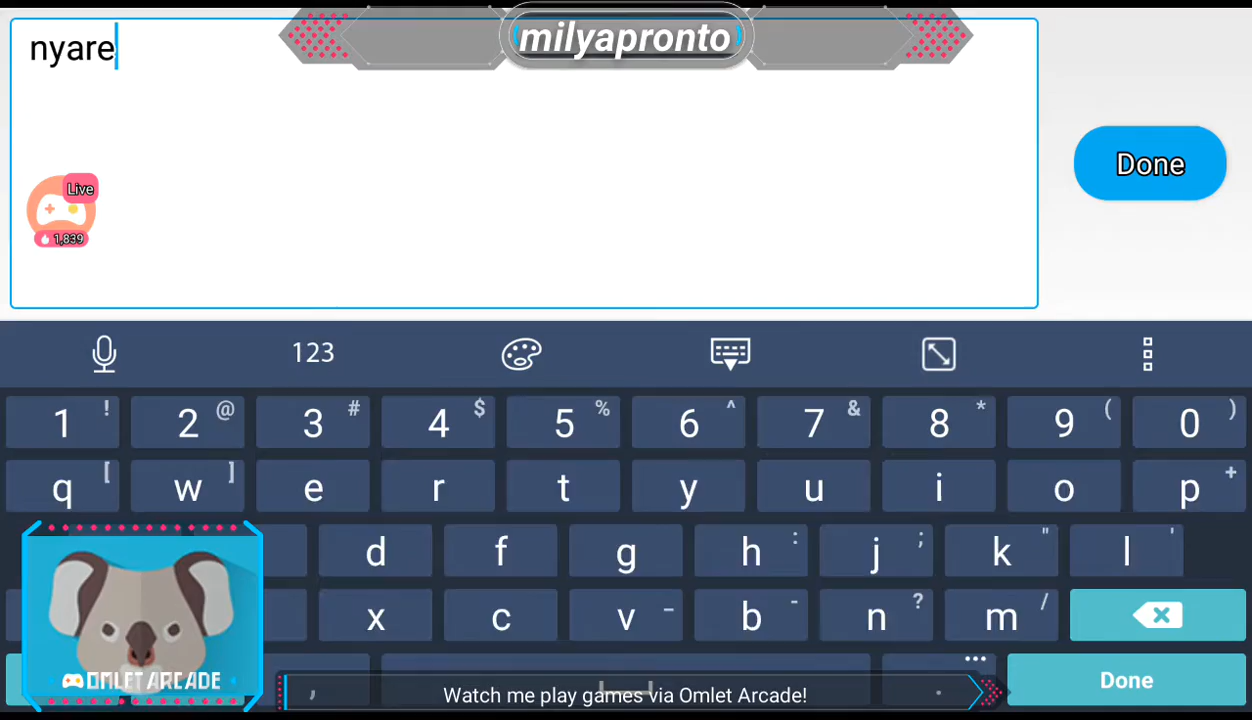 nyare
milyapronto
Done
Live
1,839
123
1 ! 2 @ 3 # 4 $ 5 % 6 ^ 7 & 8 * 9 ( 0 )
q [ w ] e r t y u i o p +
d f g h : j ; k " l '
x c v _ b - n ? m /
, . ... Done
OMLET ARCADE
Watch me play games via Omlet Arcade!